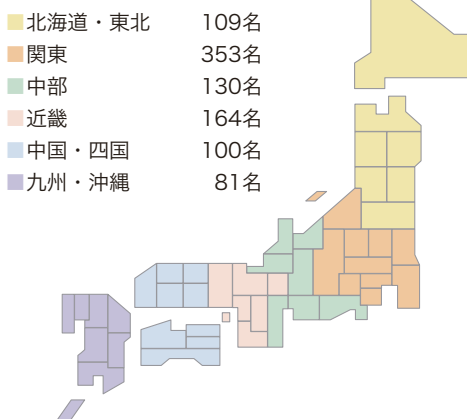 北海道・東北 109名
関東 353名
中部 130名
近畿 164名
中国・四国 100名
九州・沖縄 81名